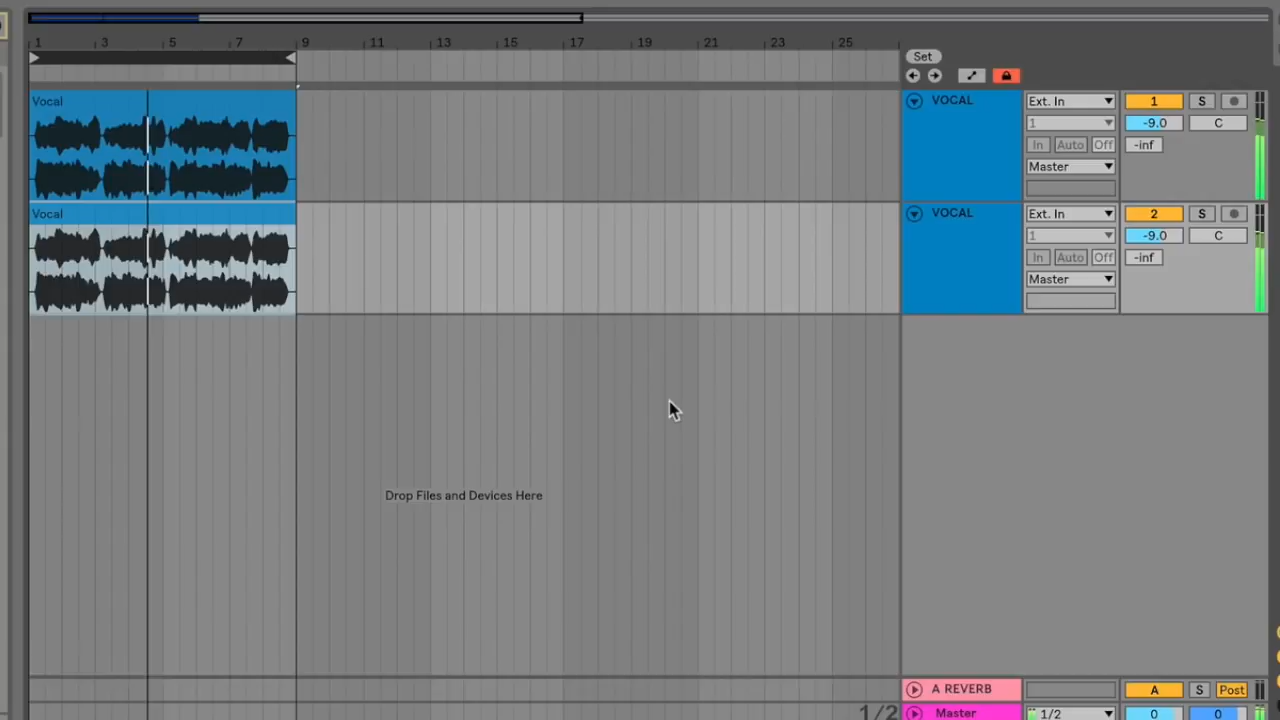 1 3 5 7 9 11 13 15 17 19 21 23 25
Set
Vocal
VOCAL Ext. In 1 S
1 -9.0 C
In Auto Off -inf
Master
Vocal
VOCAL Ext. In 2 S
1 -9.0 C
In Auto Off -inf
Master
Drop Files and Devices Here
A REVERB A S Post
1/2 Master 1/2 0 0